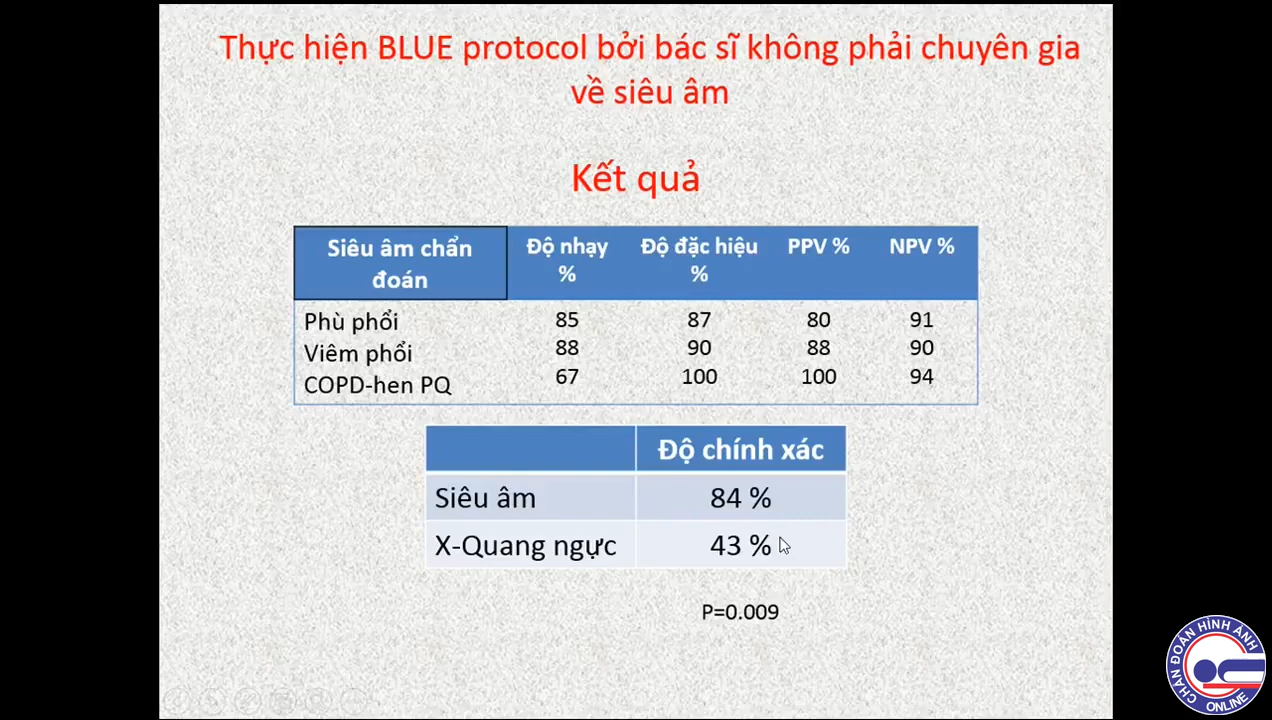 Thực hiện BLUE protocol bởi bác sĩ không phải chuyên gia
về siêu âm
Kết quả
Siêu âm chẩn đoán Độ nhạy % Độ đặc hiệu % PPV % NPV %
Phù phổi 85 87 80 91
Viêm phổi 88 90 88 90
COPD-hen PQ 67 100 100 94
Độ chính xác
Siêu âm 84 %
X-Quang ngực 43 %
P=0.009
CHẨN ĐOÁN HÌNH ẢNH
ONLINE